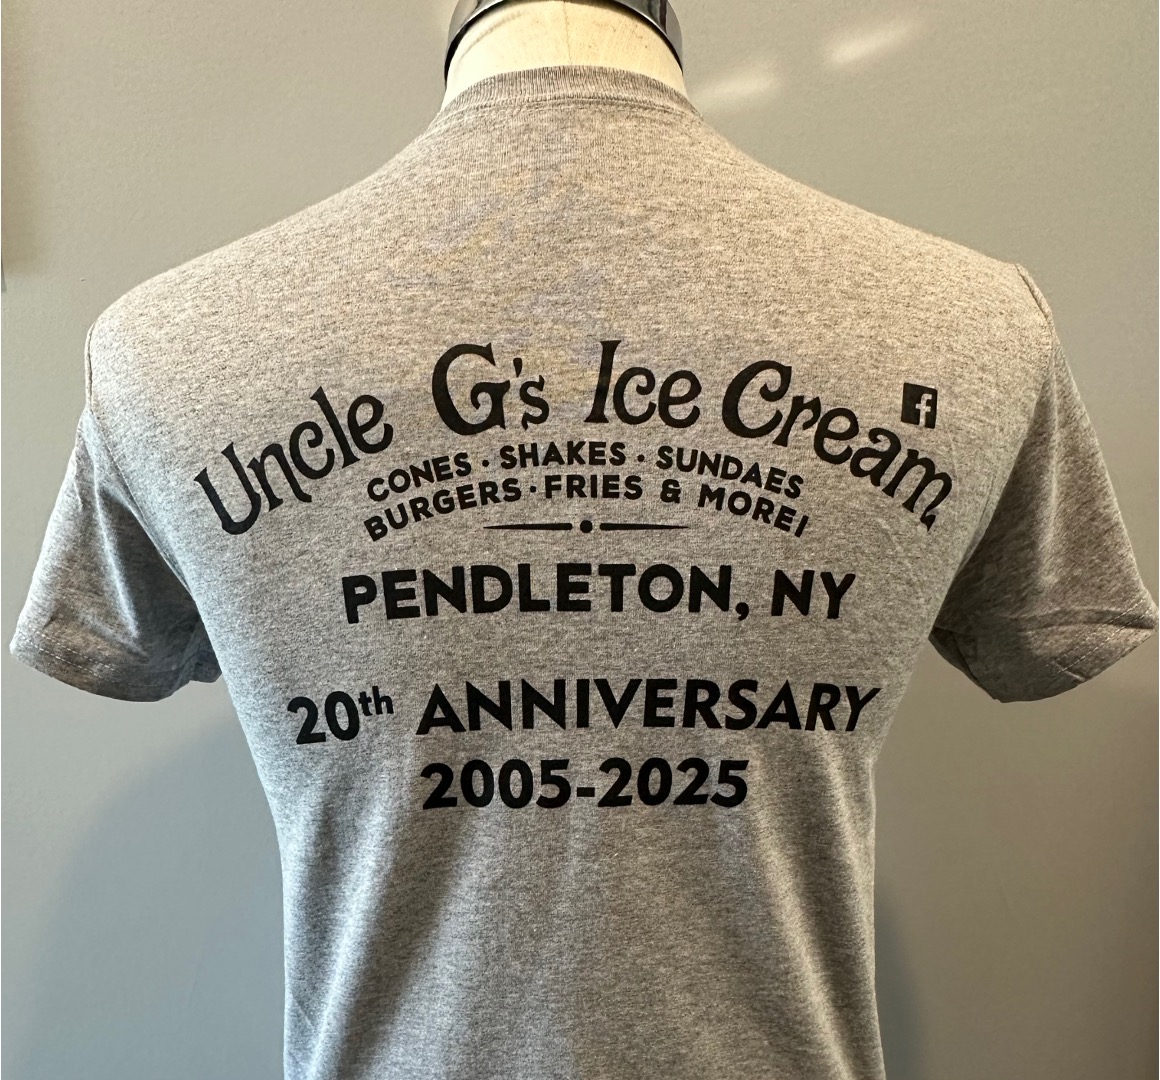 Uncle G's Ice Cream
CONES · SHAKES · SUNDAES
BURGERS · FRIES & MORE!
PENDLETON, NY
20th ANNIVERSARY
2005-2025